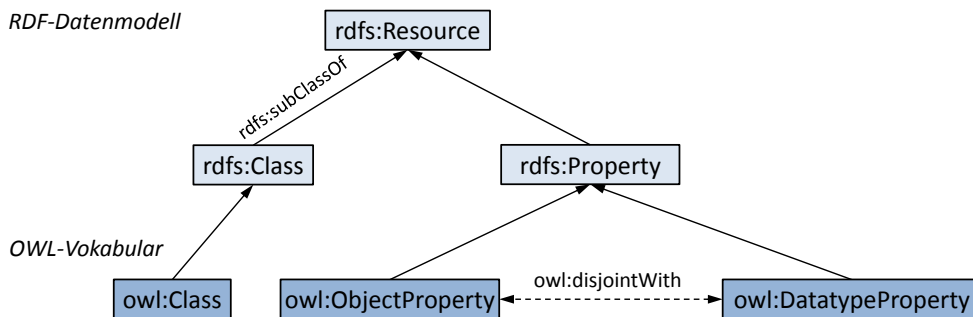 RDF-Datenmodell
rdfs:Resource
rdfs:subClassOf
rdfs:Class
rdfs:Property
OWL-Vokabular
owl:Class
owl:ObjectProperty
owl:disjointWith
owl:DatatypeProperty